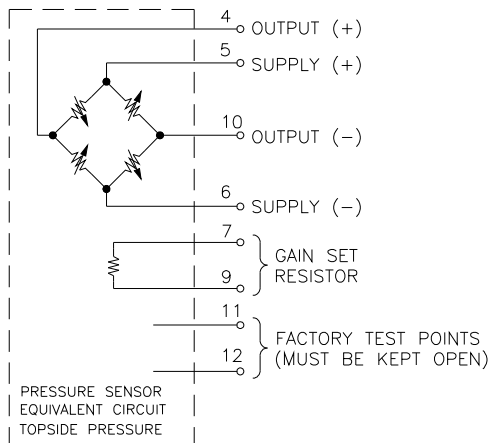 4 OUTPUT (+)
5 SUPPLY (+)
10 OUTPUT (-)
6 SUPPLY (-)
7
GAIN SET
RESISTOR
9
11
FACTORY TEST POINTS
(MUST BE KEPT OPEN)
12
PRESSURE SENSOR
EQUIVALENT CIRCUIT
TOPSIDE PRESSURE